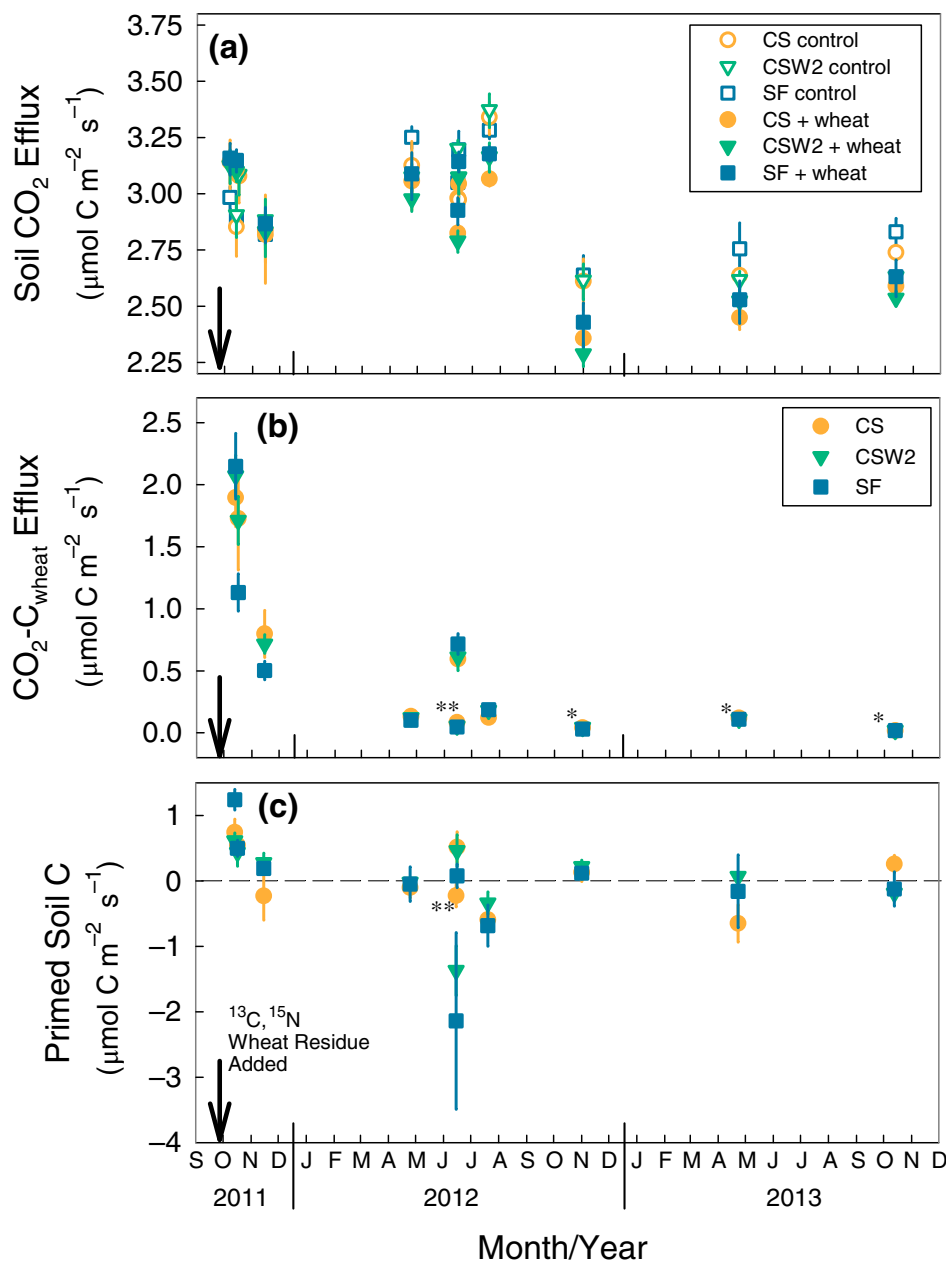 (a)
Soil CO₂ Efflux
(µmol C m⁻² s⁻¹)
3.75
3.50
3.25
3.00
2.75
2.50
2.25
CS control
CSW2 control
SF control
CS + wheat
CSW2 + wheat
SF + wheat
(b)
CO₂-C_wheat Efflux
(µmol C m⁻² s⁻¹)
2.5
2.0
1.5
1.0
0.5
0.0
CS
CSW2
SF
**
*
*
*
(c)
Primed Soil C
(µmol C m⁻² s⁻¹)
1
0
−1
−2
−3
−4
**
¹³C,¹⁵N
Wheat Residue
Added
S O N D J F M A M J J A S O N D J F M A M J J A S O N D
2011 2012 2013
Month/Year